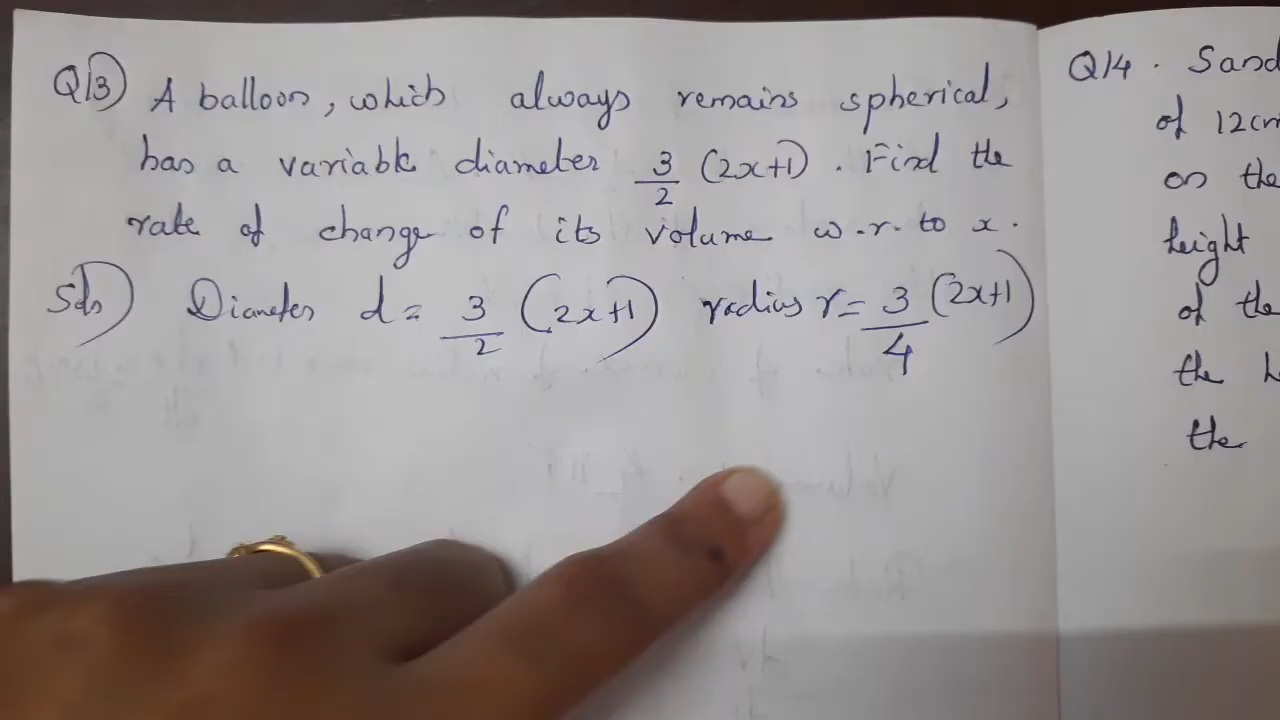 Q13) A balloon, which always remains spherical,
has a variable diameter 3/2 (2x+1). Find the
rate of change of its volume w.r. to x.
Soln) Diameter d = 3/2 (2x+1) radius r = 3/4 (2x+1)
Q14. Sand
of 12cm
on the
height
of the
the
the